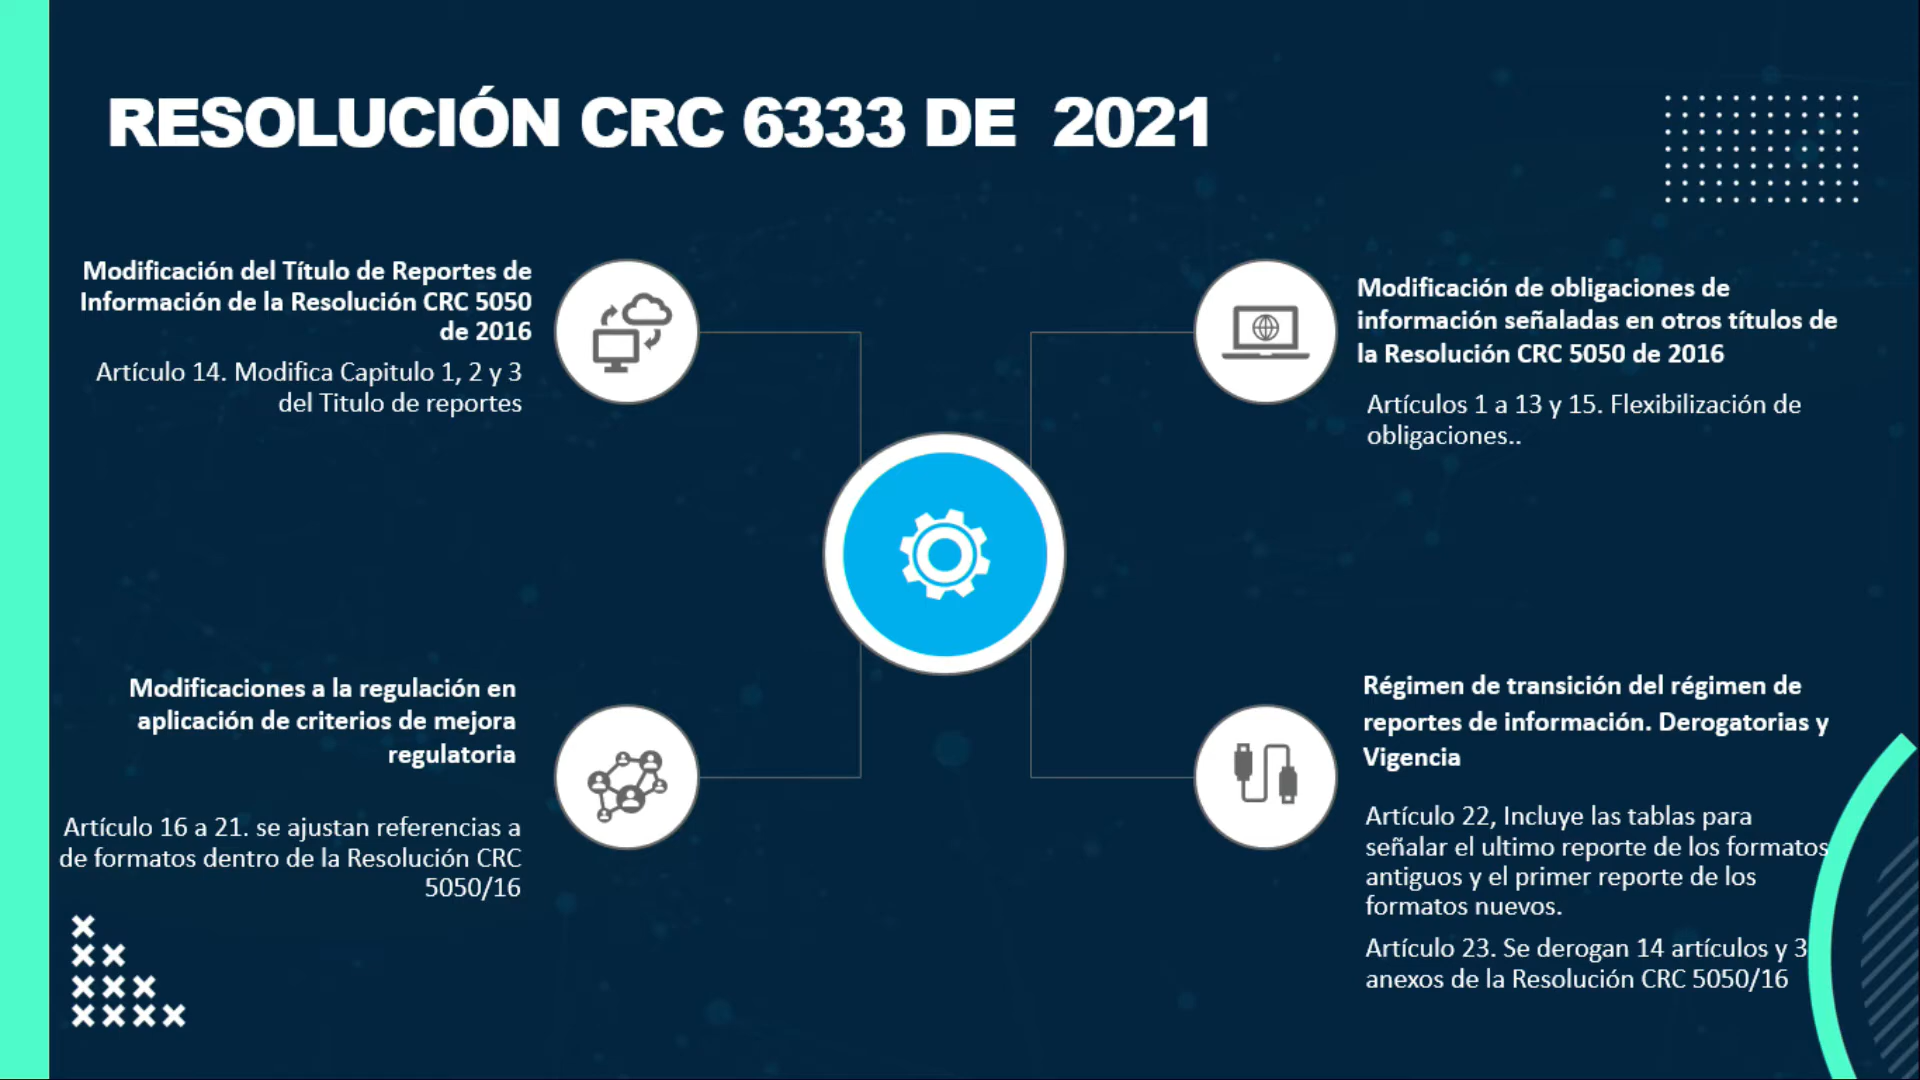 RESOLUCIÓN CRC 6333 DE 2021
Modificación del Título de Reportes de
Información de la Resolución CRC 5050
de 2016
Artículo 14. Modifica Capitulo 1, 2 y 3
del Titulo de reportes
Modificación de obligaciones de
información señaladas en otros títulos de
la Resolución CRC 5050 de 2016
Artículos 1 a 13 y 15. Flexibilización de
obligaciones..
Modificaciones a la regulación en
aplicación de criterios de mejora
regulatoria
Artículo 16 a 21. se ajustan referencias a
de formatos dentro de la Resolución CRC
5050/16
Régimen de transición del régimen de
reportes de información. Derogatorias y
Vigencia
Artículo 22, Incluye las tablas para
señalar el ultimo reporte de los formatos
antiguos y el primer reporte de los
formatos nuevos.
Artículo 23. Se derogan 14 artículos y 3
anexos de la Resolución CRC 5050/16